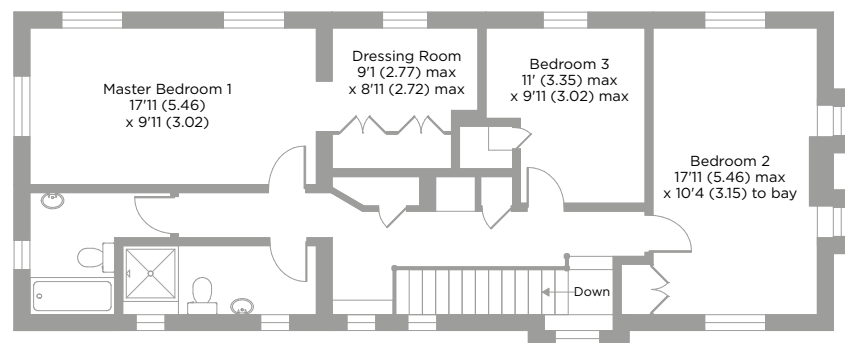 Master Bedroom 1
17'11 (5.46)
x 9'11 (3.02)
Dressing Room
9'1 (2.77) max
x 8'11 (2.72) max
Bedroom 3
11' (3.35) max
x 9'11 (3.02) max
Bedroom 2
17'11 (5.46) max
x 10'4 (3.15) to bay
Down